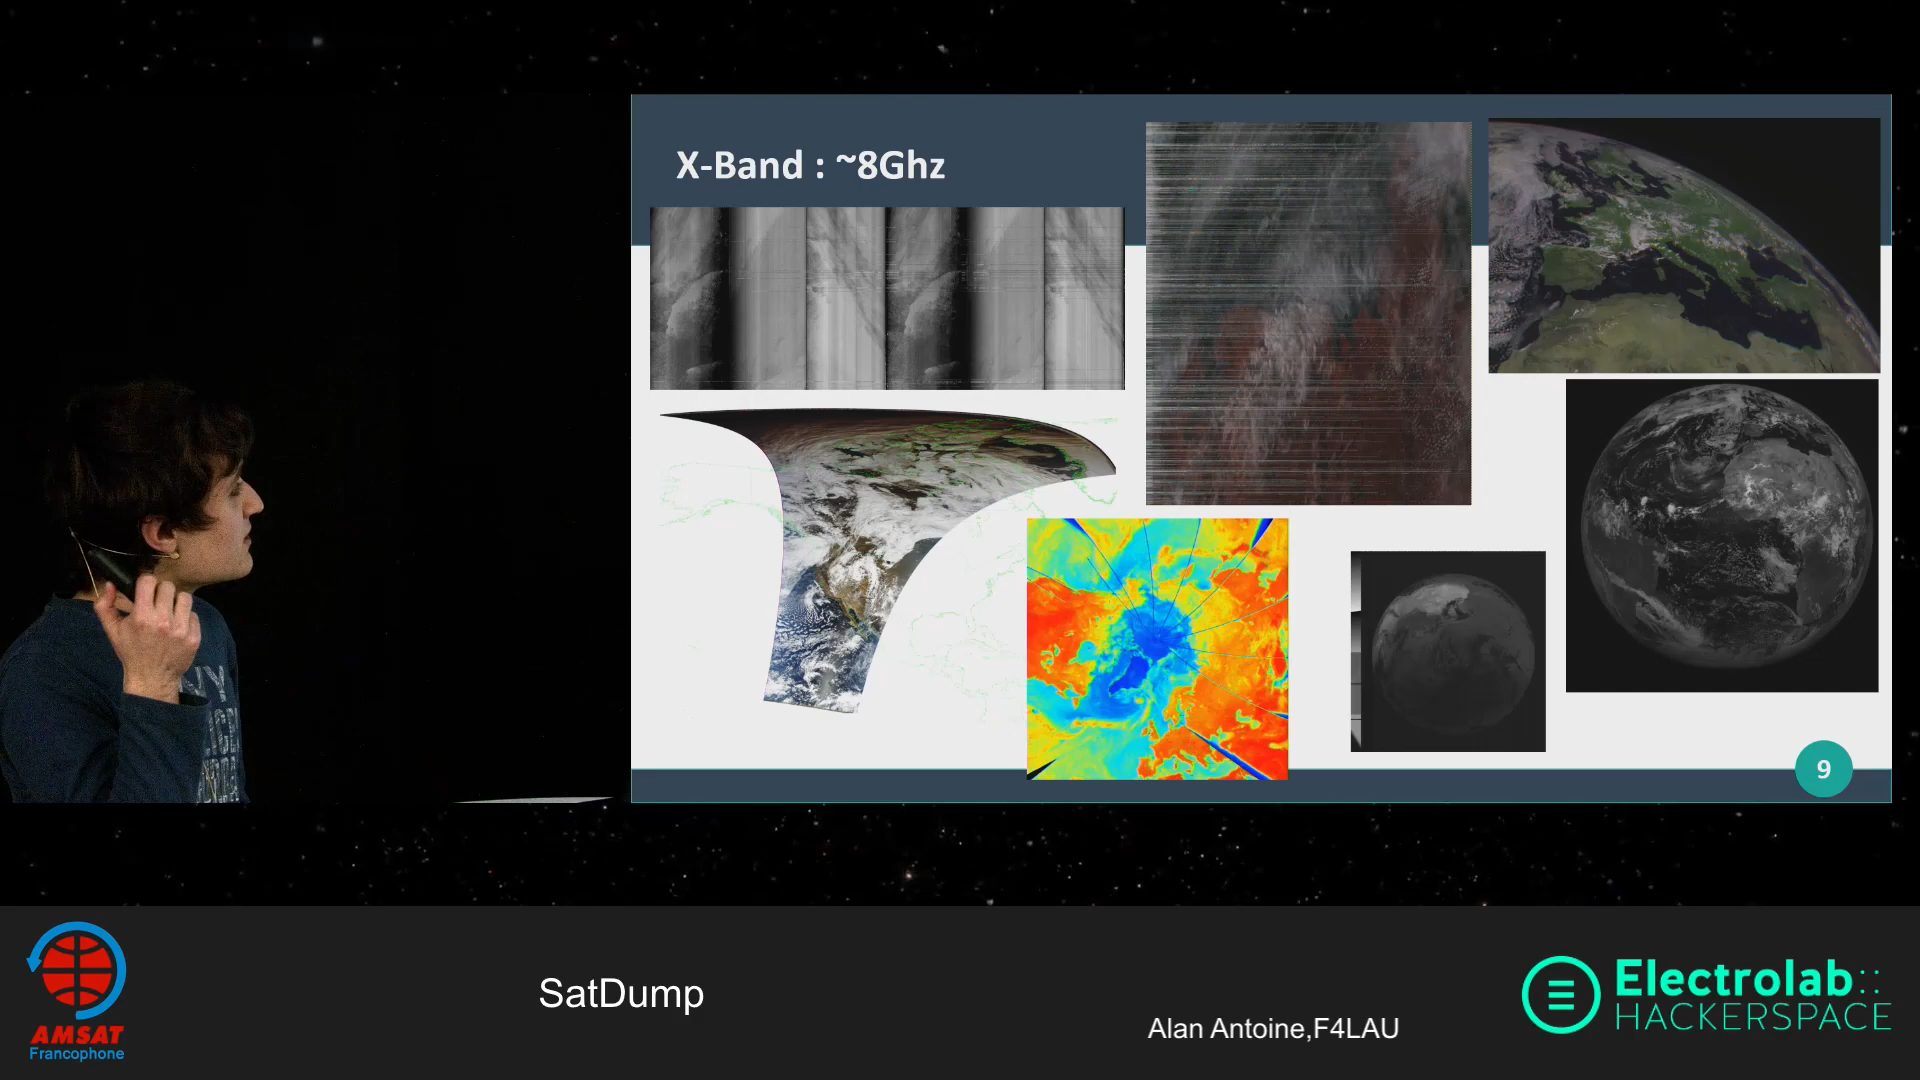 X-Band : ~8Ghz
9
AMSAT
Francophone
SatDump
Alan Antoine,F4LAU
Electrolab::
HACKERSPACE